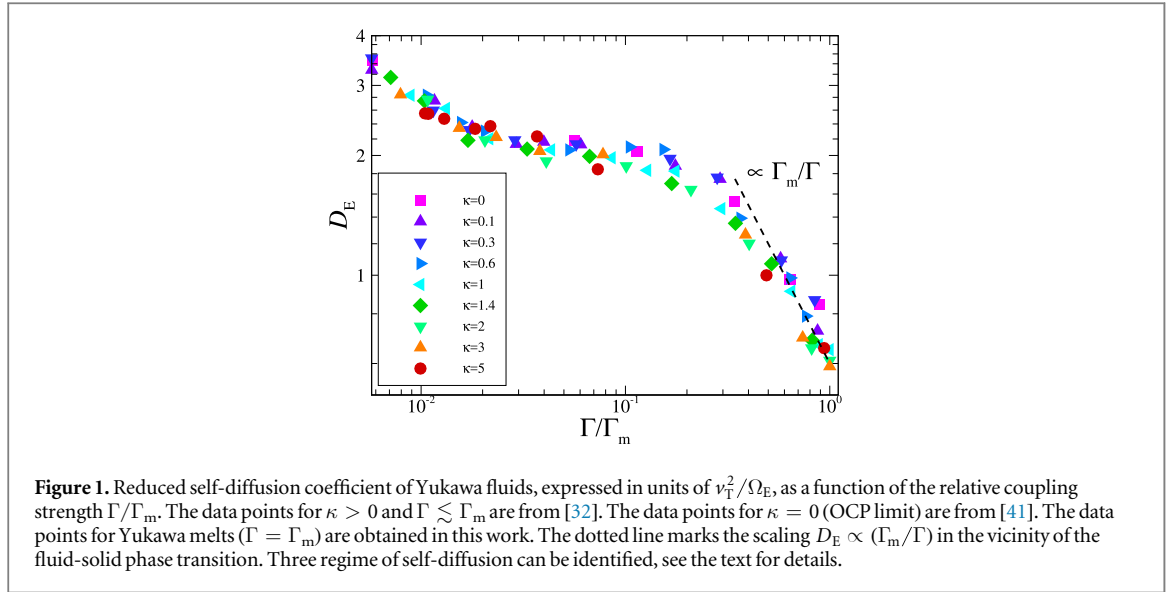 4
3
2
1
D_E
∝ Γ_m/Γ
κ=0
κ=0.1
κ=0.3
κ=0.6
κ=1
κ=1.4
κ=2
κ=3
κ=5
10^-2
10^-1
10^0
Γ/Γ_m
Figure 1. Reduced self-diffusion coefficient of Yukawa fluids, expressed in units of ν_T^2/Ω_E, as a function of the relative coupling
strength Γ/Γ_m. The data points for κ > 0 and Γ ≲ Γ_m are from [32]. The data points for κ = 0 (OCP limit) are from [41]. The data
points for Yukawa melts (Γ = Γ_m) are obtained in this work. The dotted line marks the scaling D_E ∝ (Γ_m/Γ) in the vicinity of the
fluid-solid phase transition. Three regime of self-diffusion can be identified, see the text for details.